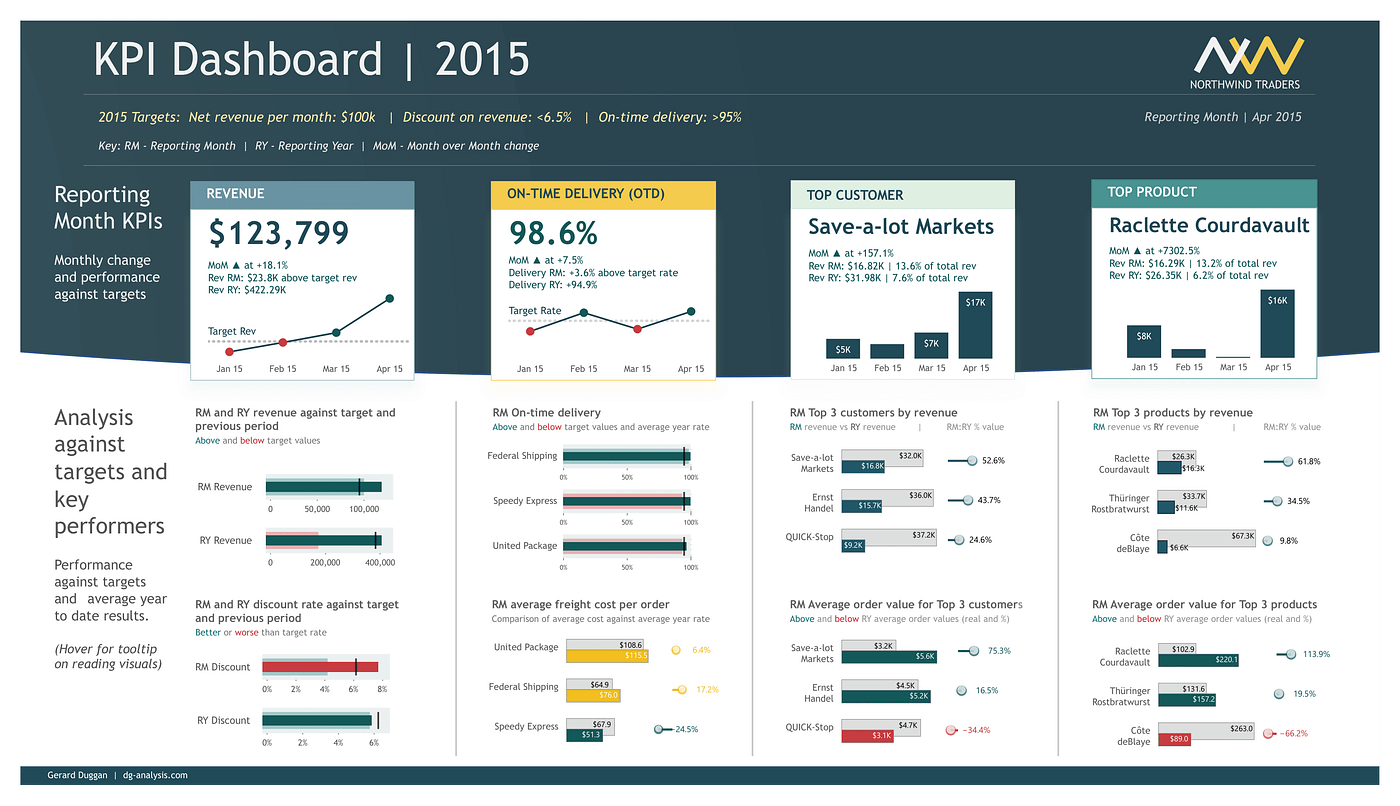 KPI Dashboard | 2015
NORTHWIND TRADERS
2015 Targets: Net revenue per month: $100k | Discount on revenue: <6.5% | On-time delivery: >95%
Reporting Month | Apr 2015
Key: RM - Reporting Month | RY - Reporting Year | MoM - Month over Month change
Reporting
Month KPIs
Monthly change
and performance
against targets
REVENUE
$123,799
MoM ▲ at +18.1%
Rev RM: $23.8K above target rev
Rev RY: $422.29K
Target Rev
Jan 15 Feb 15 Mar 15 Apr 15
ON-TIME DELIVERY (OTD)
98.6%
MoM ▲ at +7.5%
Delivery RM: +3.6% above target rate
Delivery RY: +94.9%
Target Rate
Jan 15 Feb 15 Mar 15 Apr 15
TOP CUSTOMER
Save-a-lot Markets
MoM ▲ at +157.1%
Rev RM: $16.82K | 13.6% of total rev
Rev RY: $31.98K | 7.6% of total rev
$5K $7K $17K
Jan 15 Feb 15 Mar 15 Apr 15
TOP PRODUCT
Raclette Courdavault
MoM ▲ at +7302.5%
Rev RM: $16.29K | 13.2% of total rev
Rev RY: $26.35K | 6.2% of total rev
$8K $16K
Jan 15 Feb 15 Mar 15 Apr 15
Analysis
against
targets and
key
performers
Performance
against targets
and average year
to date results.
(Hover for tooltip
on reading visuals)
RM and RY revenue against target and
previous period
Above and below target values
RM Revenue
0 50,000 100,000
RY Revenue
0 200,000 400,000
RM and RY discount rate against target
and previous period
Better or worse than target rate
RM Discount
0% 2% 4% 6% 8%
RY Discount
0% 2% 4% 6%
RM On-time delivery
Above and below target values and average year rate
Federal Shipping
0% 50% 100%
Speedy Express
0% 50% 100%
United Package
0% 50% 100%
RM average freight cost per order
Comparison of average cost against average year rate
United Package $108.6 $115.5 6.4%
Federal Shipping $64.9 $76.0 17.2%
Speedy Express $67.9 $51.3 -24.5%
RM Top 3 customers by revenue
RM revenue vs RY revenue | RM:RY % value
Save-a-lot
Markets
$32.0K
$16.8K
52.6%
Ernst
Handel
$36.0K
$15.7K
43.7%
QUICK-Stop
$37.2K
$9.2K
24.6%
RM Average order value for Top 3 customers
Above and below RY average order values (real and %)
Save-a-lot
Markets
$3.2K
$5.6K
75.3%
Ernst
Handel
$4.5K
$5.2K
16.5%
QUICK-Stop
$4.7K
$3.1K
-34.4%
RM Top 3 products by revenue
RM revenue vs RY revenue | RM:RY % value
Raclette
Courdavault
$26.3K
$16.3K
61.8%
Thüringer
Rostbratwurst
$33.7K
$11.6K
34.5%
Côte
deBlaye
$67.3K
$6.6K
9.8%
RM Average order value for Top 3 products
Above and below RY average order values (real and %)
Raclette
Courdavault
$102.9
$220.1
113.9%
Thüringer
Rostbratwurst
$131.6
$157.2
19.5%
Côte
deBlaye
$263.0
$89.0
-66.2%
Gerard Duggan | dg-analysis.com